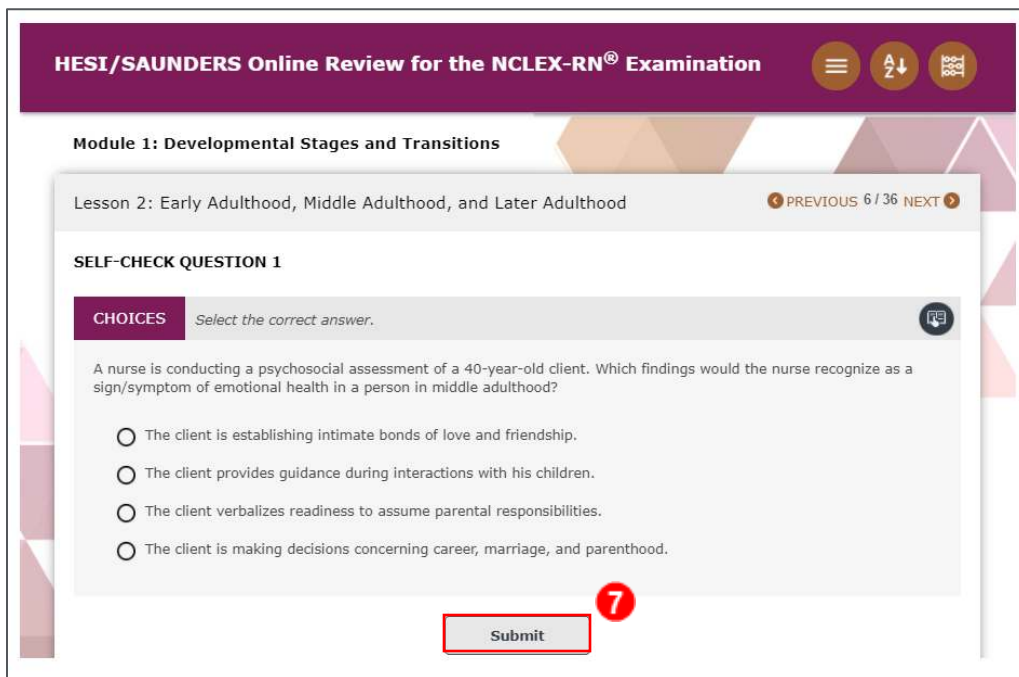 HESI/SAUNDERS Online Review for the NCLEX-RN® Examination
A Z
Module 1: Developmental Stages and Transitions
Lesson 2: Early Adulthood, Middle Adulthood, and Later Adulthood
PREVIOUS 6 / 36 NEXT
SELF-CHECK QUESTION 1
CHOICES Select the correct answer.
A nurse is conducting a psychosocial assessment of a 40-year-old client. Which findings would the nurse recognize as a
sign/symptom of emotional health in a person in middle adulthood?
The client is establishing intimate bonds of love and friendship.
The client provides guidance during interactions with his children.
The client verbalizes readiness to assume parental responsibilities.
The client is making decisions concerning career, marriage, and parenthood.
7
Submit